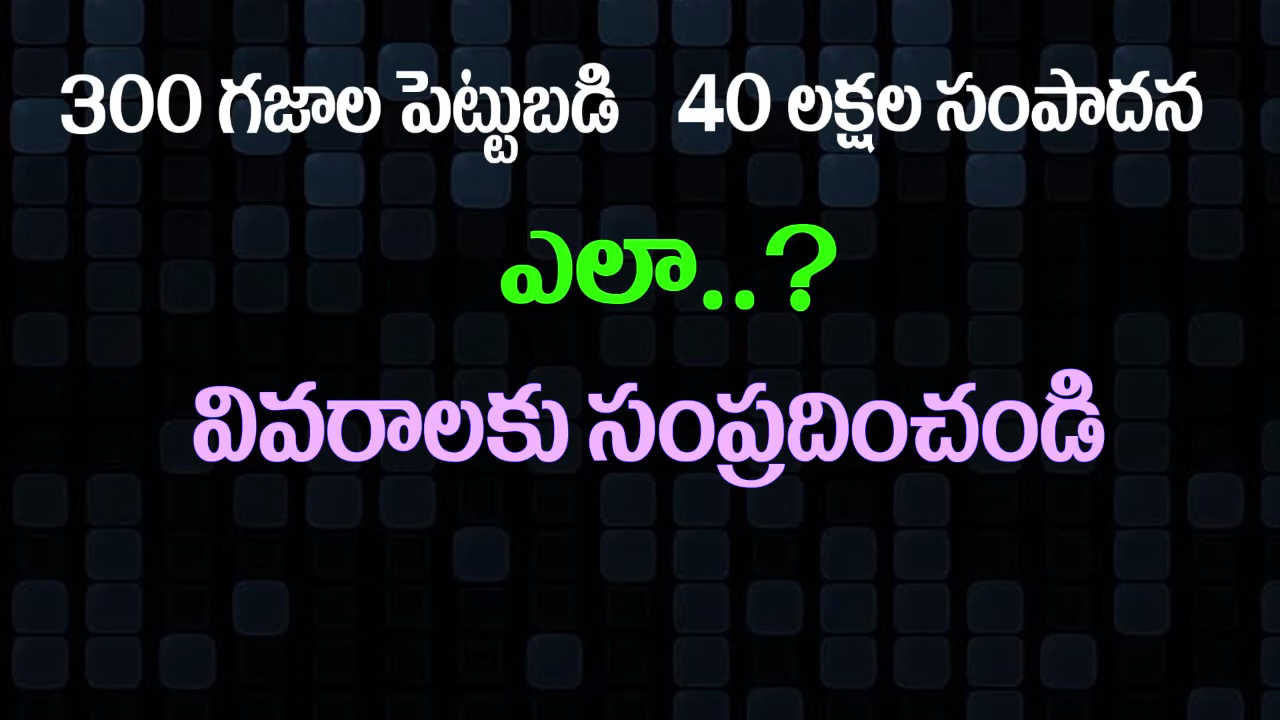 300 గజాల పెట్టుబడి 40 లక్షల సంపాదన
ఎలా..?
వివరాలకు సంప్రదించండి